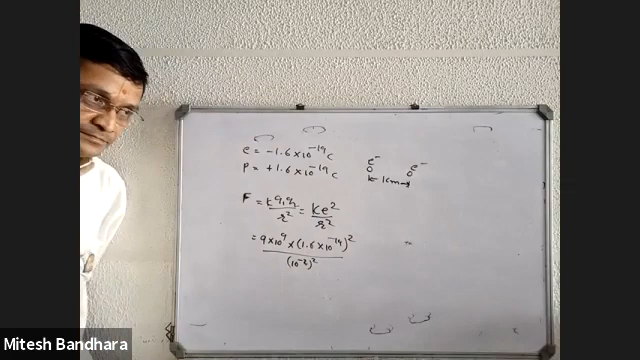 e = -1.6×10⁻¹⁹ C
p = +1.6×10⁻¹⁹ C
e⁻ e⁻
F = k q₁q₂/r² = Ke²/r²
= 9×10⁹ × (1.6×10⁻¹⁹)² / (10⁻²)²
=
Mitesh Bandhara